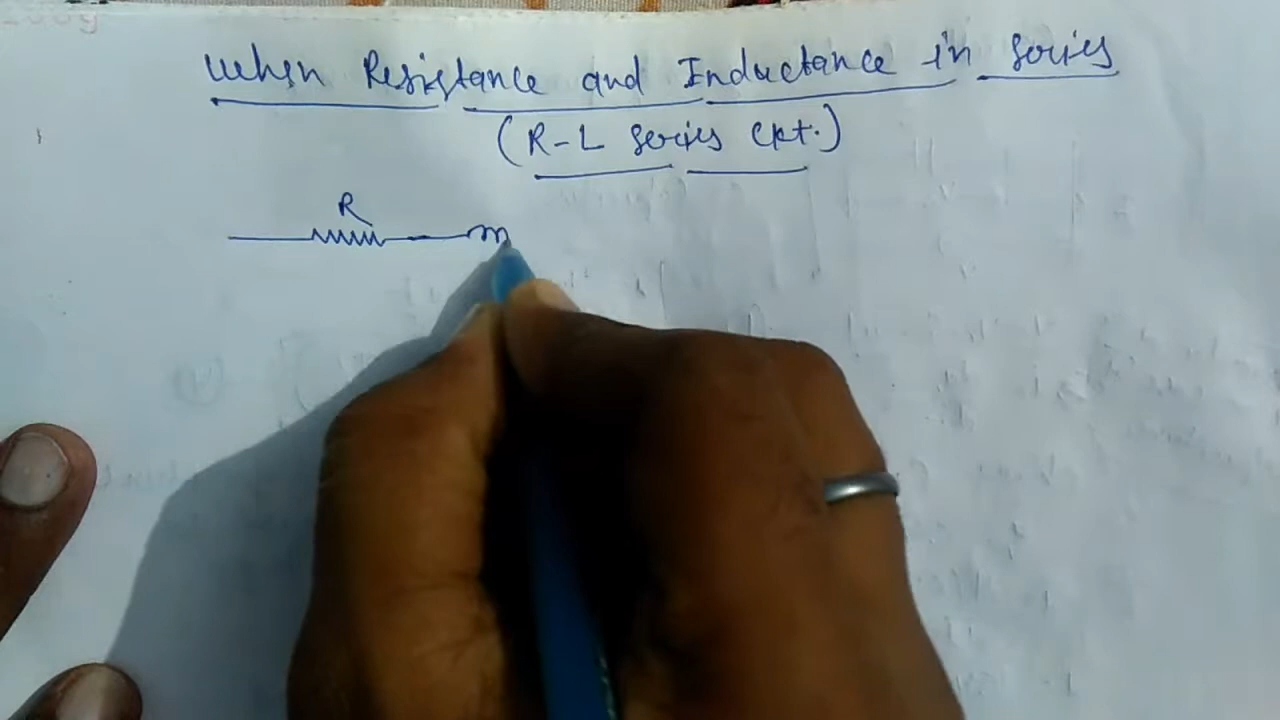 When Resistance and Inductance in series
(R-L series Ckt.)
R